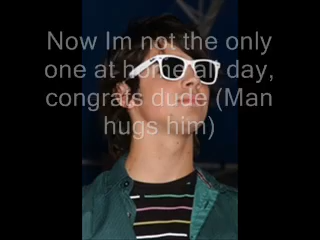 Now Im not the only
one at home all day,
congrats dude (Man
hugs him)